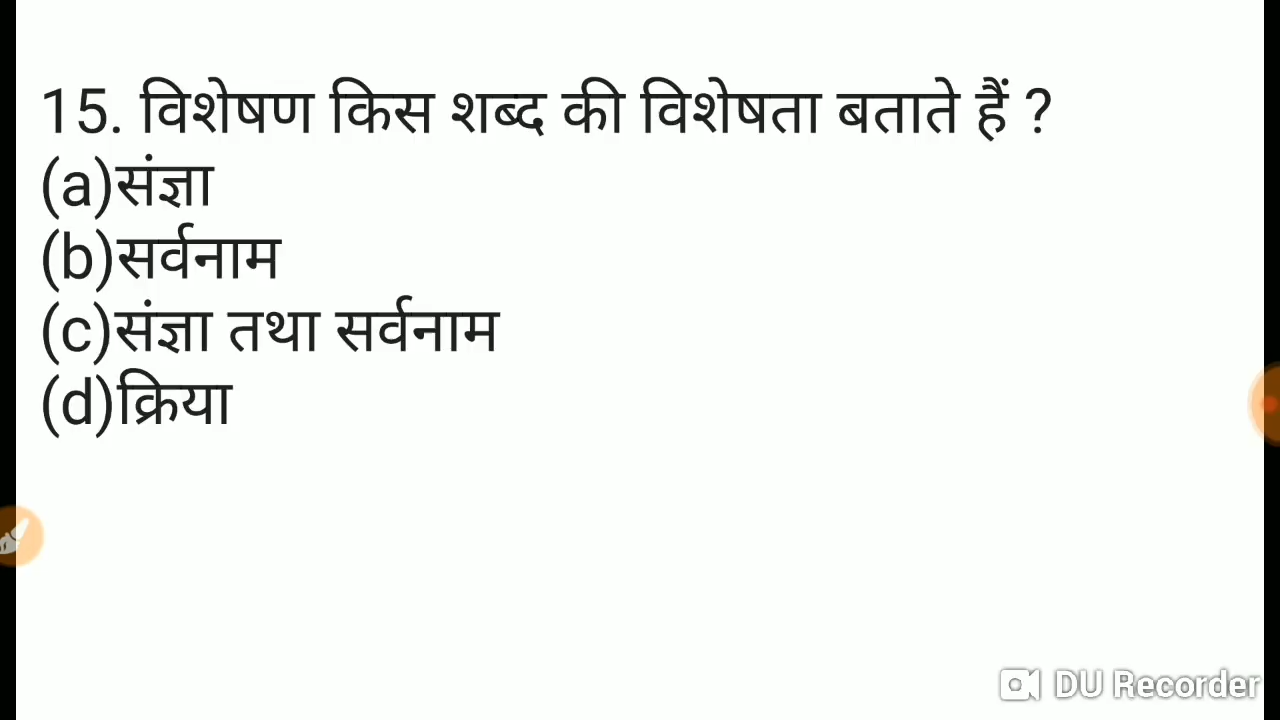 15. विशेषण किस शब्द की विशेषता बताते हैं ?
(a)संज्ञा
(b)सर्वनाम
(c)संज्ञा तथा सर्वनाम
(d)क्रिया
DU Recorder